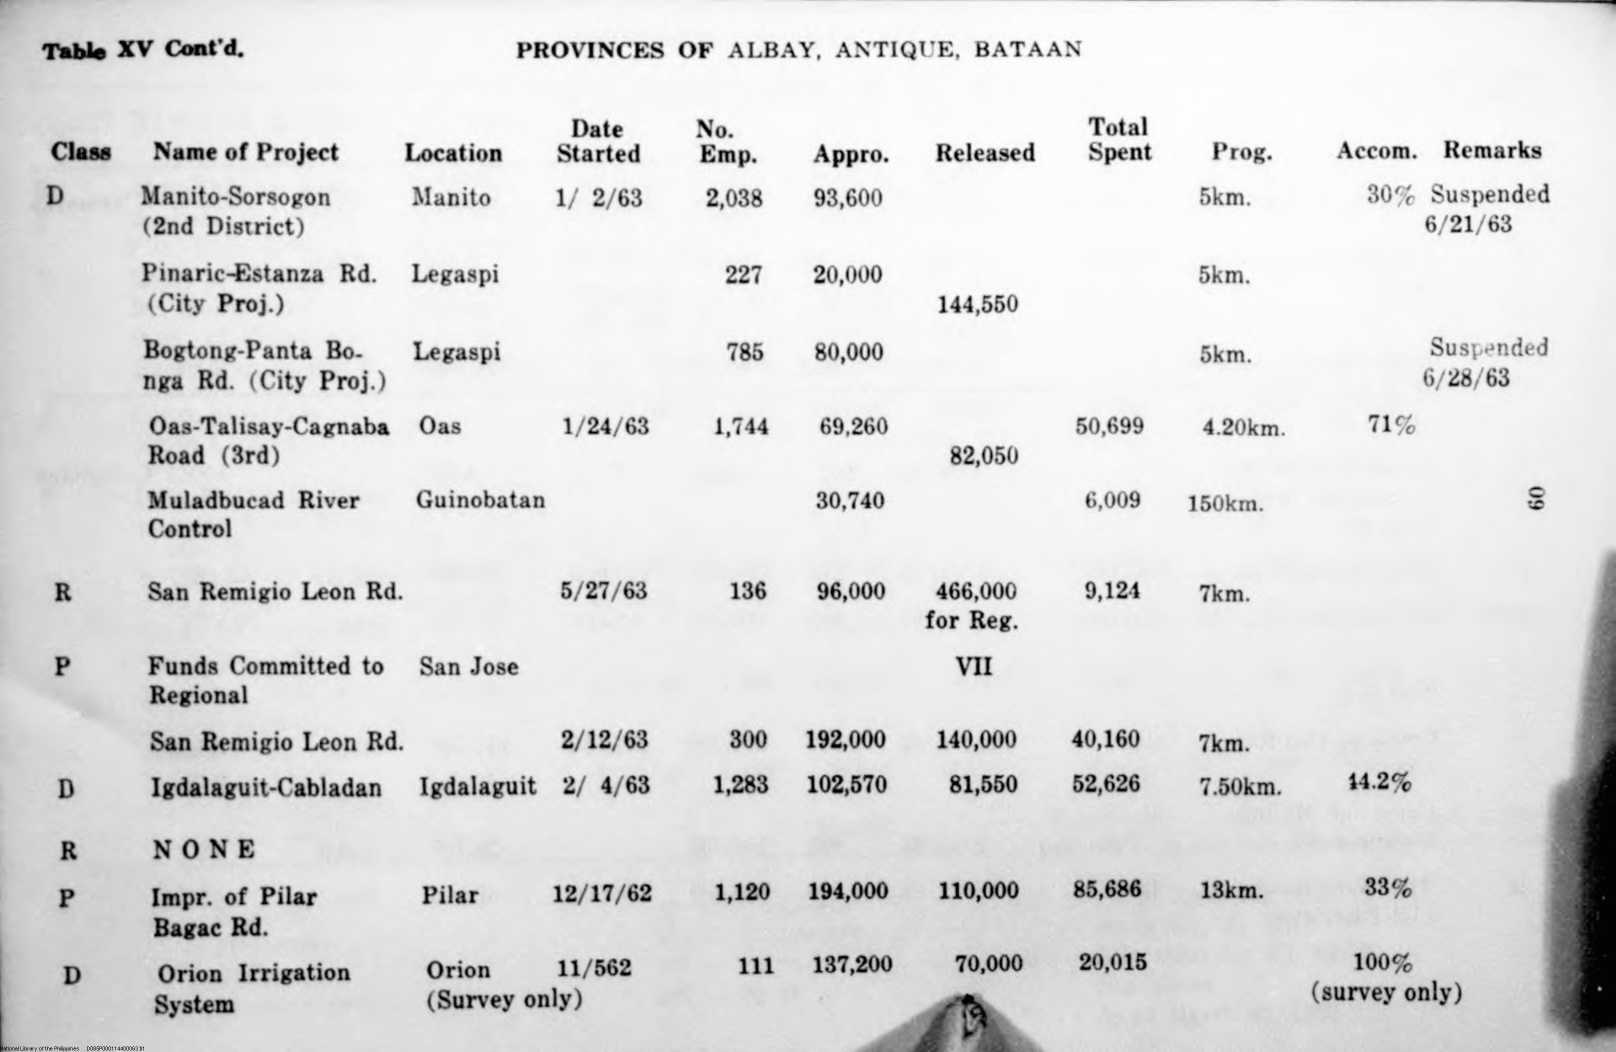 Table XV Cont'd. PROVINCES OF ALBAY, ANTIQUE, BATAAN
Date No. Total
Class Name of Project Location Started Emp. Appro. Released Spent Prog. Accom. Remarks
D Manito-Sorsogon Manito 1/ 2/63 2,038 93,600 5km. 30% Suspended
(2nd District) 6/21/63
Pinaric-Estanza Rd. Legaspi 227 20,000 5km.
(City Proj.) 144,550
Bogtong-Panta Bo- Legaspi 785 80,000 5km. Suspended
nga Rd. (City Proj.) 6/28/63
Oas-Talisay-Cagnaba Oas 1/24/63 1,744 69,260 50,699 4.20km. 71%
Road (3rd) 82,050
Muladbucad River Guinobatan 30,740 6,009 150km.
Control
60
R San Remigio Leon Rd. 5/27/63 136 96,000 466,000 9,124 7km.
for Reg.
P Funds Committed to San Jose VII
Regional
San Remigio Leon Rd. 2/12/63 300 192,000 140,000 40,160 7km.
D Igdalaguit-Cabladan Igdalaguit 2/ 4/63 1,283 102,570 81,550 52,626 7.50km. 14.2%
R NONE
P Impr. of Pilar Pilar 12/17/62 1,120 194,000 110,000 85,686 13km. 33%
Bagac Rd.
D Orion Irrigation Orion 11/562 111 137,200 70,000 20,015 100%
System (Survey only) (survey only)
National Library of the Philippines